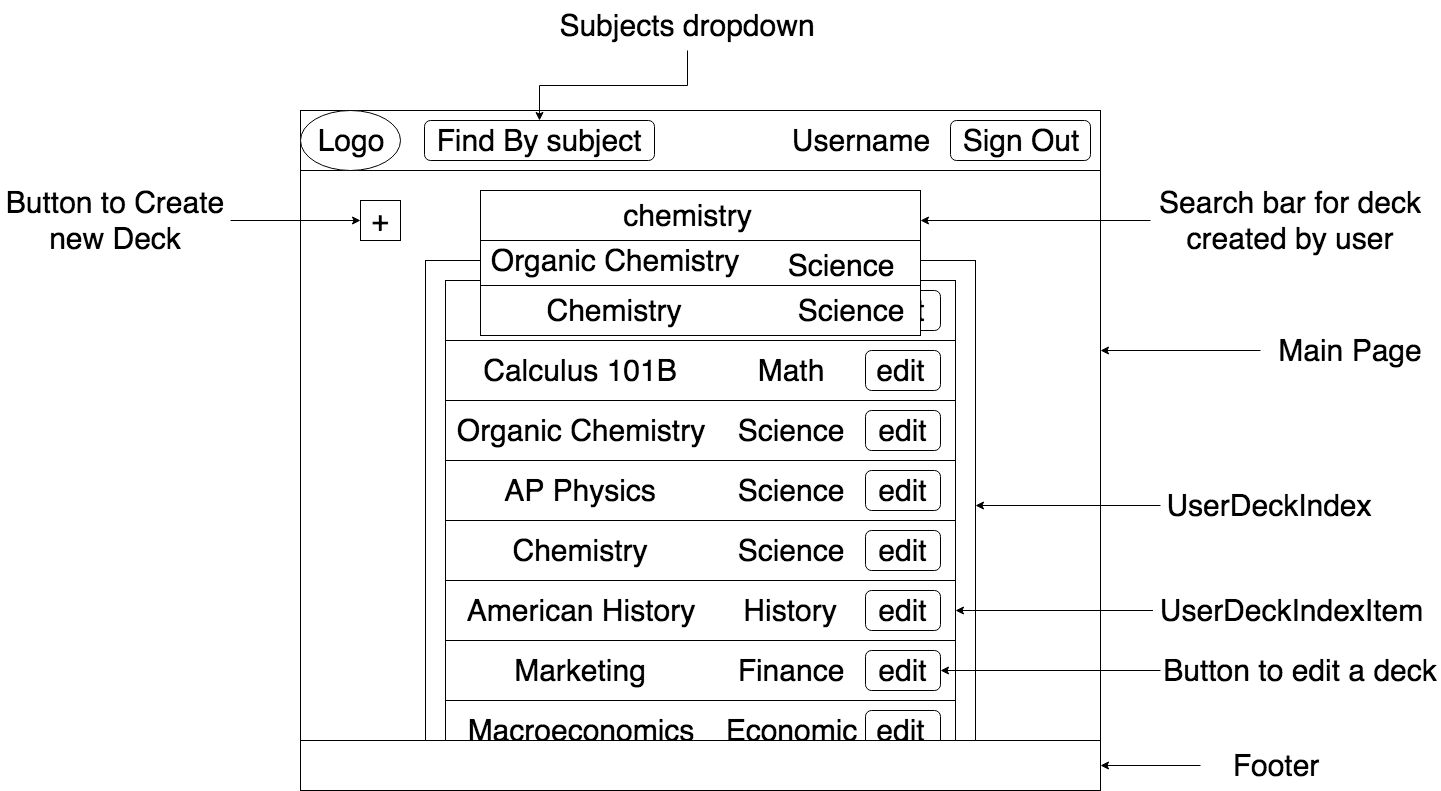 Subjects dropdown
Logo
Find By subject
Username
Sign Out
Button to Create
new Deck
+
chemistry
Search bar for deck
created by user
Organic Chemistry Science
Chemistry Science
Calculus 101B Math edit
Main Page
Organic Chemistry Science edit
AP Physics Science edit
UserDeckIndex
Chemistry Science edit
American History History edit
UserDeckIndexItem
Marketing Finance edit
Button to edit a deck
Macroeconomics Economic edit
Footer